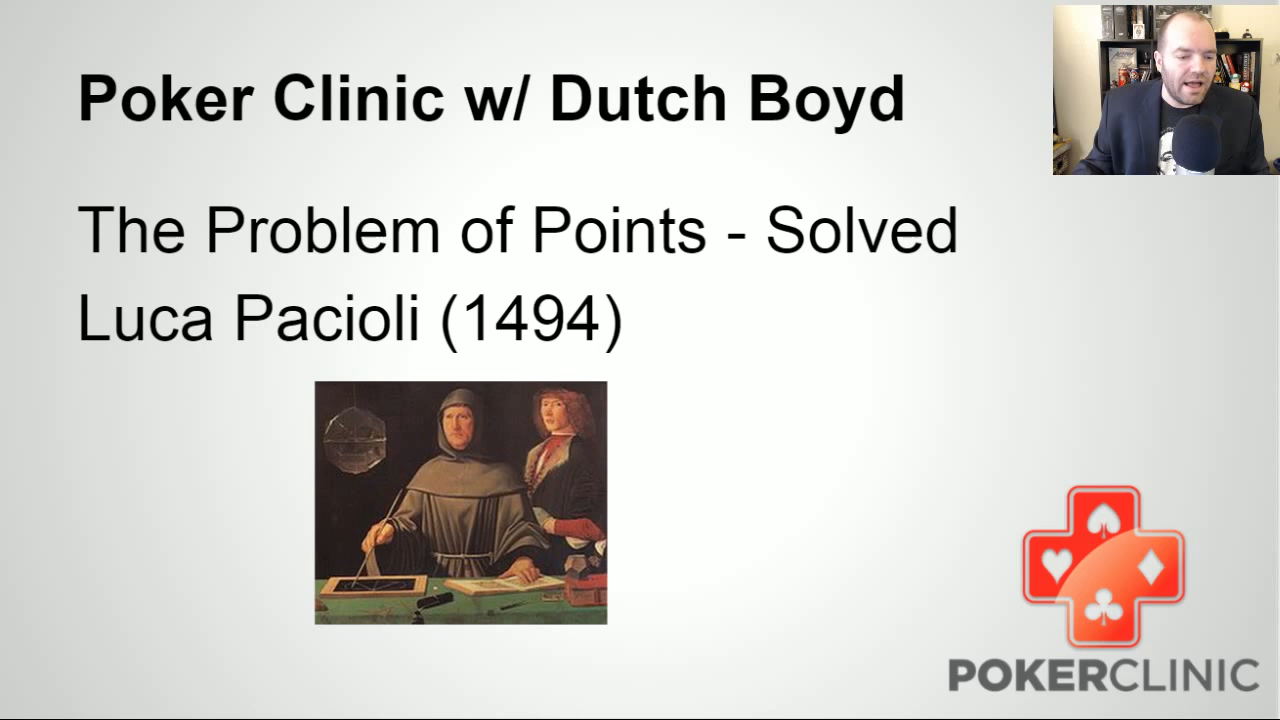 Poker Clinic w/ Dutch Boyd
The Problem of Points - Solved
Luca Pacioli (1494)
POKERCLINIC